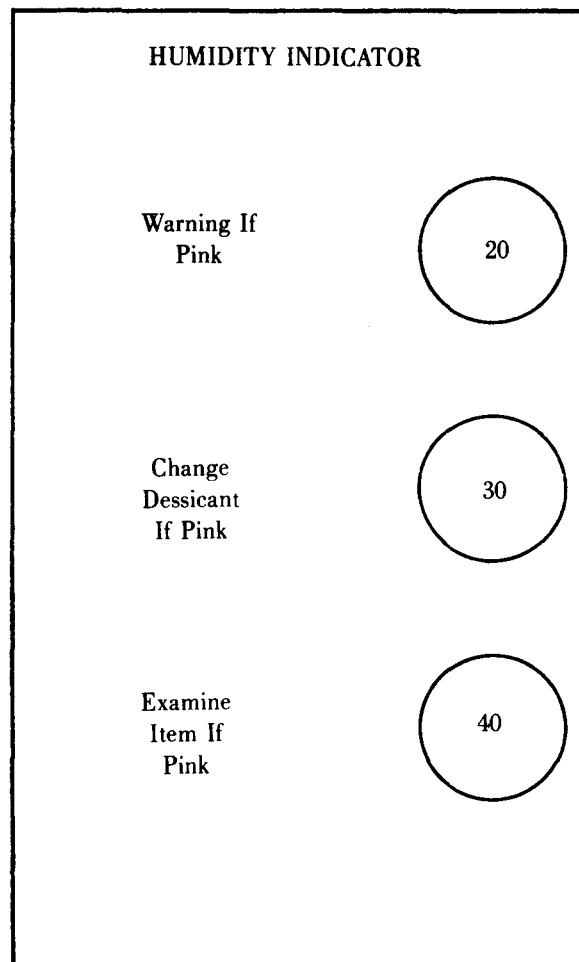 HUMIDITY INDICATOR
Warning If
Pink
20
Change
Dessicant
If Pink
30
Examine
Item If
Pink
40